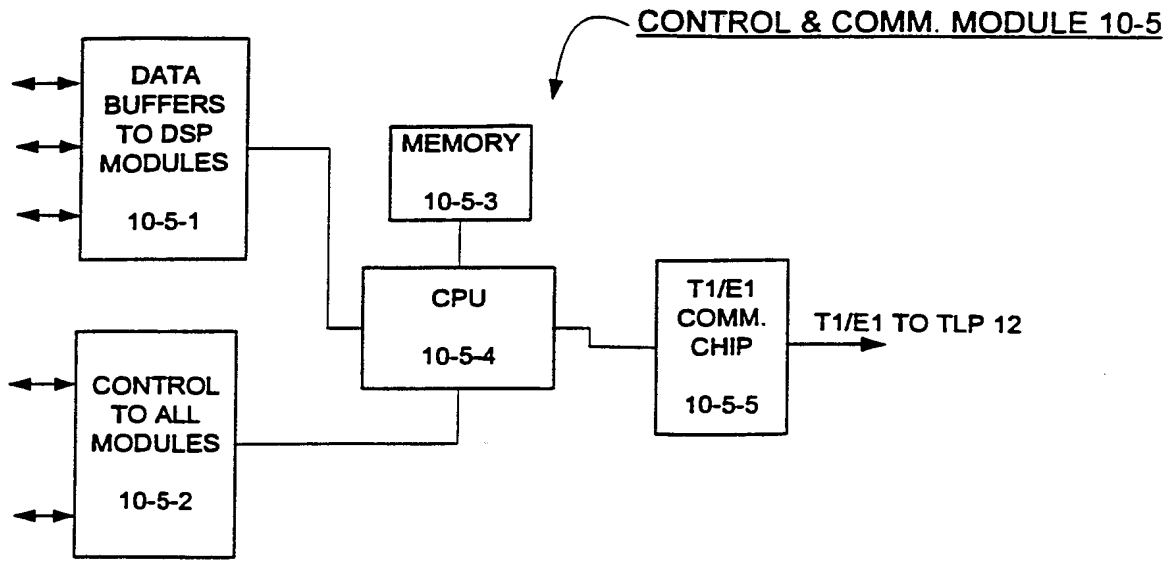 CONTROL & COMM. MODULE 10-5
DATA
BUFFERS
TO DSP
MODULES
10-5-1
MEMORY
10-5-3
CPU
10-5-4
T1/E1
COMM.
CHIP
10-5-5
T1/E1 TO TLP 12
CONTROL
TO ALL
MODULES
10-5-2